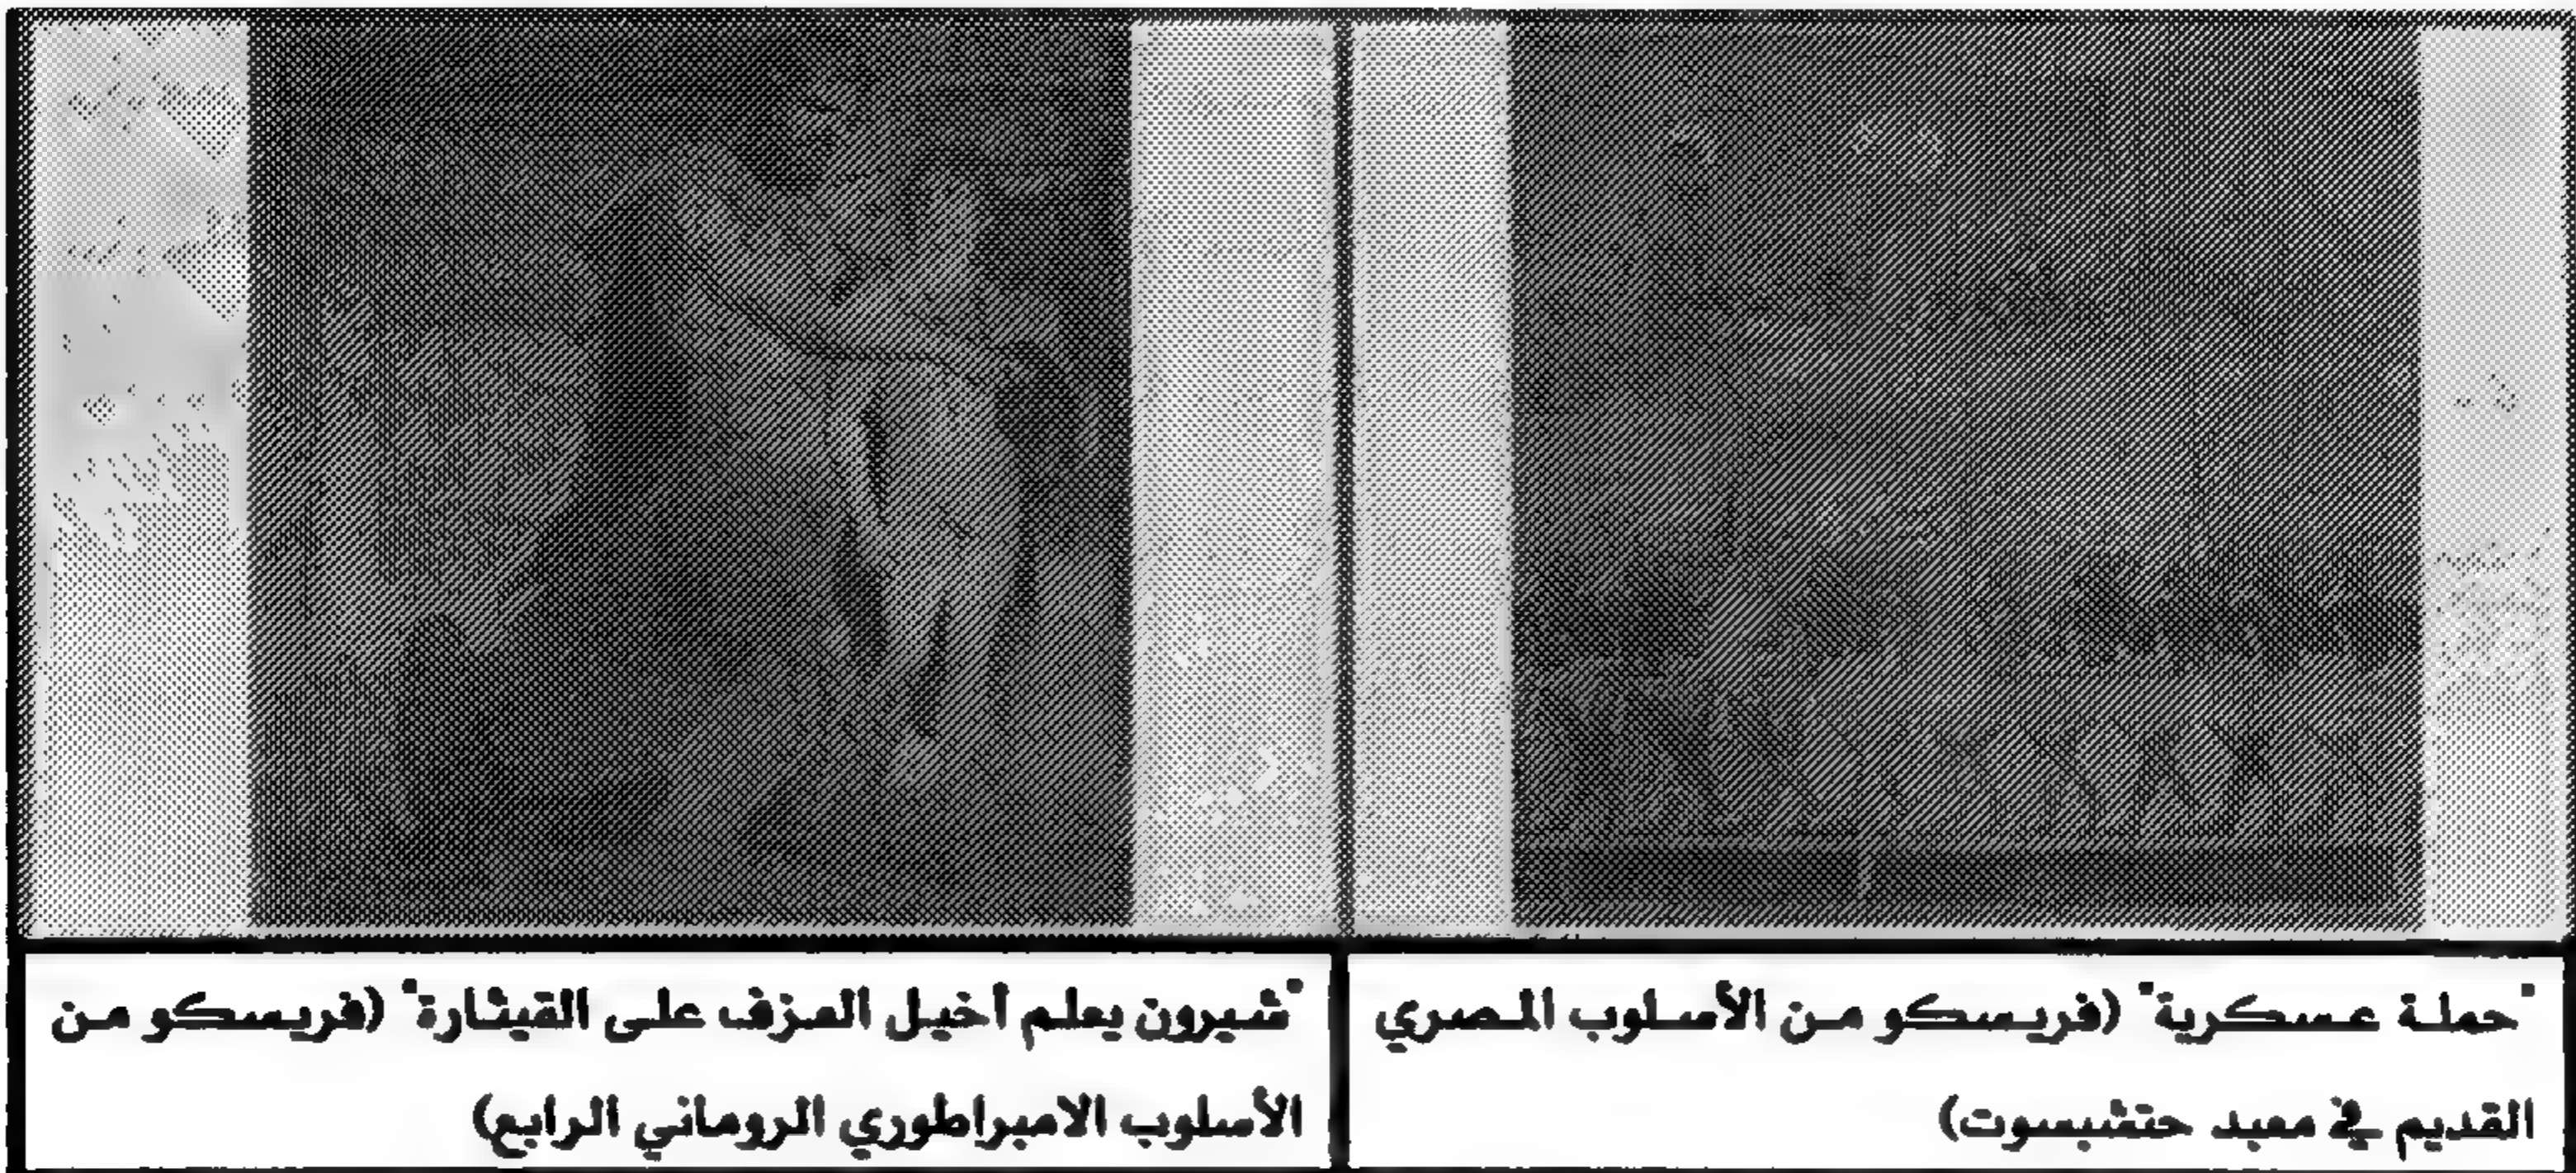 "حملة عسكرية" (فريسكو من الأسلوب المصري
القديم في معبد حتشبسوت)
"شيرون يعلم أخيل العزف على القيثارة" (فريسكو من
الأسلوب الامبراطوري الروماني الرابع)